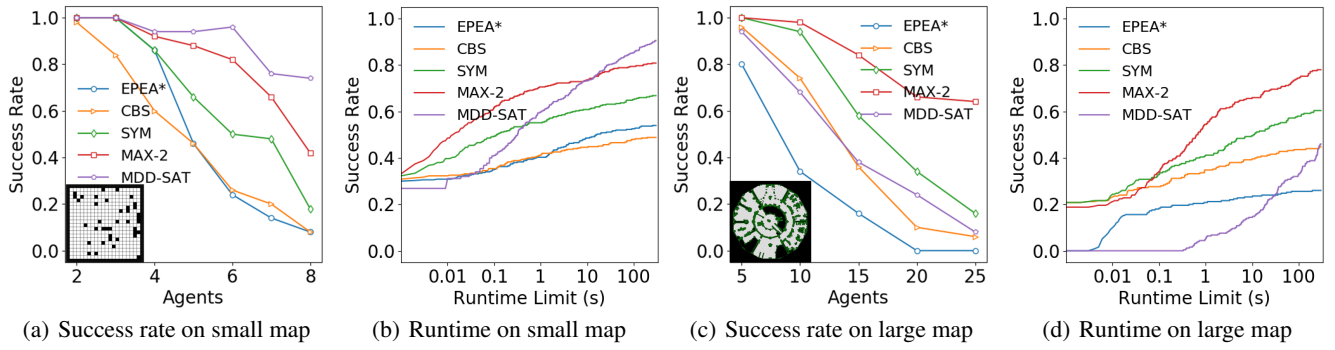 1.0
0.8
0.6
0.4
0.2
0.0
Success Rate
EPEA*
CBS
SYM
MAX-2
MDD-SAT
2
4
6
8
Agents
(a) Success rate on small map
1.0
0.8
0.6
0.4
0.2
0.0
Success Rate
EPEA*
CBS
SYM
MAX-2
MDD-SAT
0.01
0.1
1
10
100
Runtime Limit (s)
(b) Runtime on small map
1.0
0.8
0.6
0.4
0.2
0.0
Success Rate
EPEA*
CBS
SYM
MAX-2
MDD-SAT
5
10
15
20
25
Agents
(c) Success rate on large map
1.0
0.8
0.6
0.4
0.2
0.0
Success Rate
EPEA*
CBS
SYM
MAX-2
MDD-SAT
0.01
0.1
1
10
100
Runtime Limit (s)
(d) Runtime on large map